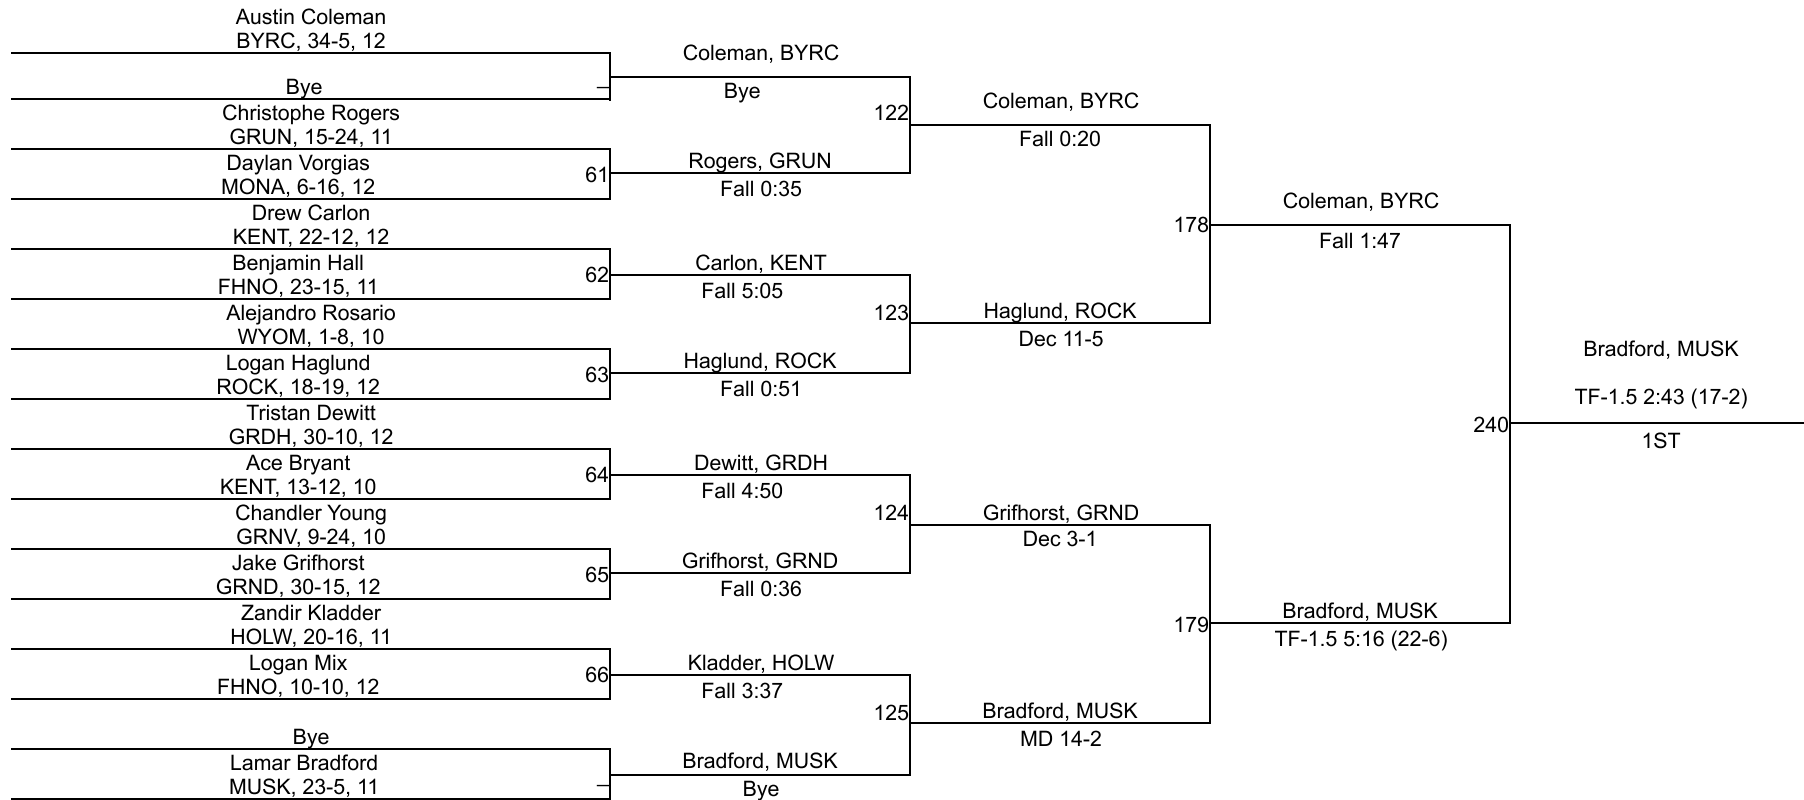 Austin Coleman
BYRC, 34-5, 12
Bye
Christophe Rogers
GRUN, 15-24, 11
Daylan Vorgias
MONA, 6-16, 12
Drew Carlon
KENT, 22-12, 12
Benjamin Hall
FHNO, 23-15, 11
Alejandro Rosario
WYOM, 1-8, 10
Logan Haglund
ROCK, 18-19, 12
Tristan Dewitt
GRDH, 30-10, 12
Ace Bryant
KENT, 13-12, 10
Chandler Young
GRNV, 9-24, 10
Jake Grifhorst
GRND, 30-15, 12
Zandir Kladder
HOLW, 20-16, 11
Logan Mix
FHNO, 10-10, 12
Bye
Lamar Bradford
MUSK, 23-5, 11
–
61
62
63
64
65
66
–
Coleman, BYRC
Bye
Rogers, GRUN
Fall 0:35
Carlon, KENT
Fall 5:05
Haglund, ROCK
Fall 0:51
Dewitt, GRDH
Fall 4:50
Grifhorst, GRND
Fall 0:36
Kladder, HOLW
Fall 3:37
Bradford, MUSK
Bye
122
123
124
125
Coleman, BYRC
Fall 0:20
Haglund, ROCK
Dec 11-5
Grifhorst, GRND
Dec 3-1
Bradford, MUSK
MD 14-2
178
179
Coleman, BYRC
Fall 1:47
Bradford, MUSK
TF-1.5 5:16 (22-6)
240
Bradford, MUSK
TF-1.5 2:43 (17-2)
1ST